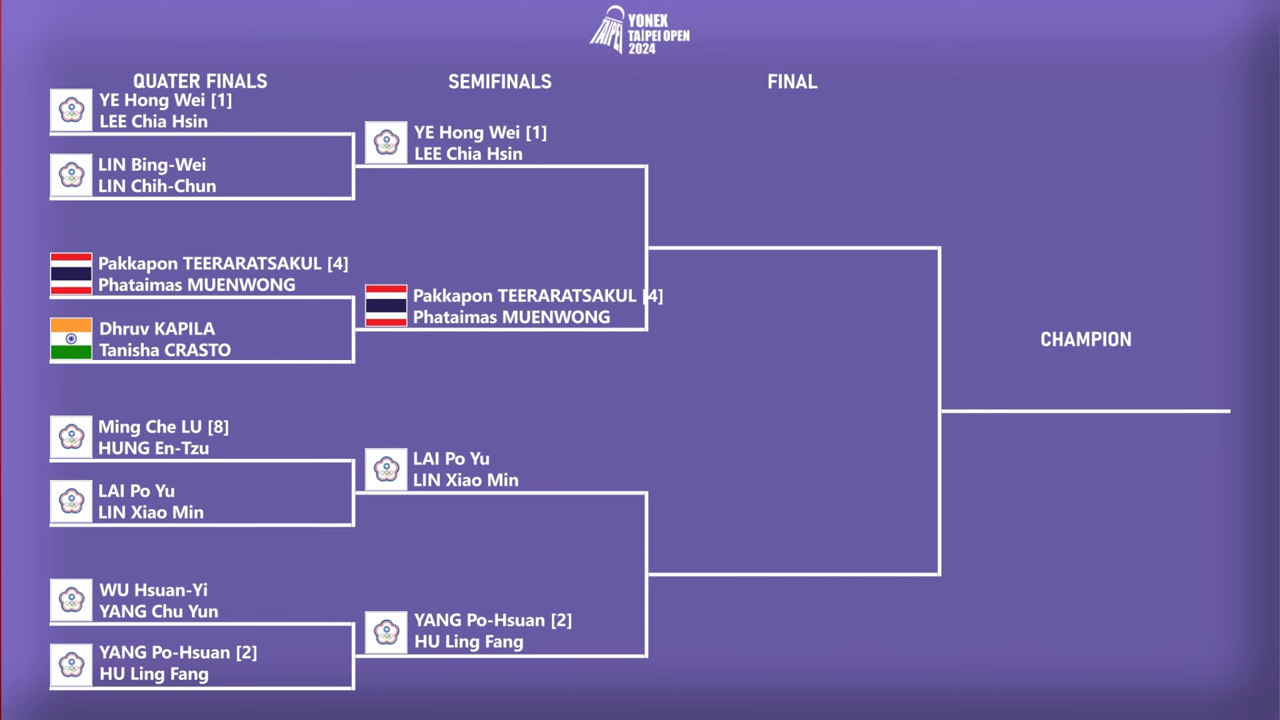 YONEX
TAIPEI OPEN
2024
QUATER FINALS
SEMIFINALS
FINAL
YE Hong Wei [1]
LEE Chia Hsin
LIN Bing-Wei
LIN Chih-Chun
Pakkapon TEERARATSAKUL [4]
Phataimas MUENWONG
Dhruv KAPILA
Tanisha CRASTO
Ming Che LU [8]
HUNG En-Tzu
LAI Po Yu
LIN Xiao Min
WU Hsuan-Yi
YANG Chu Yun
YANG Po-Hsuan [2]
HU Ling Fang
YE Hong Wei [1]
LEE Chia Hsin
Pakkapon TEERARATSAKUL [4]
Phataimas MUENWONG
LAI Po Yu
LIN Xiao Min
YANG Po-Hsuan [2]
HU Ling Fang
CHAMPION